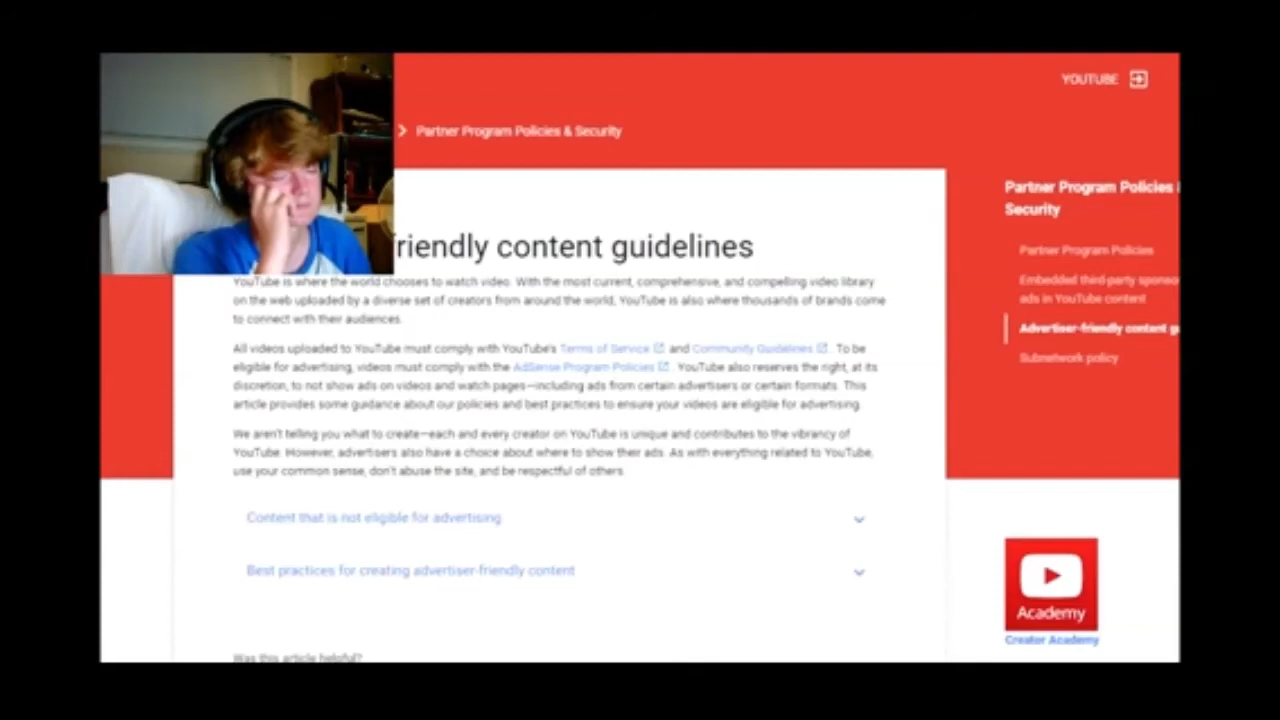 YOUTUBE
Partner Program Policies & Security
riendly content guidelines
YouTube is where the world chooses to watch video. With the most current, comprehensive, and compelling video library
on the web uploaded by a diverse set of creators from around the world, YouTube is also where thousands of brands come
to connect with their audiences.
All videos uploaded to YouTube must comply with YouTube's Terms of Service and Community Guidelines. To be
eligible for advertising, videos must comply with the AdSense Program Policies. YouTube also reserves the right, at its
discretion, to not show ads on videos and watch pages—including ads from certain advertisers or certain formats. This
article provides some guidance about our policies and best practices to ensure your videos are eligible for advertising.
We aren't telling you what to create—each and every creator on YouTube is unique and contributes to the vibrancy of
YouTube. However, advertisers also have a choice about where to show their ads. As with everything related to YouTube,
use your common sense, don't abuse the site, and be respectful of others.
Content that is not eligible for advertising
Best practices for creating advertiser-friendly content
Was this article helpful?
Partner Program Policies
Security
Partner Program Policies
Embedded third-party sponso
ads in YouTube content
Advertiser-friendly content gu
Subnetwork policy
Academy
Creator Academy